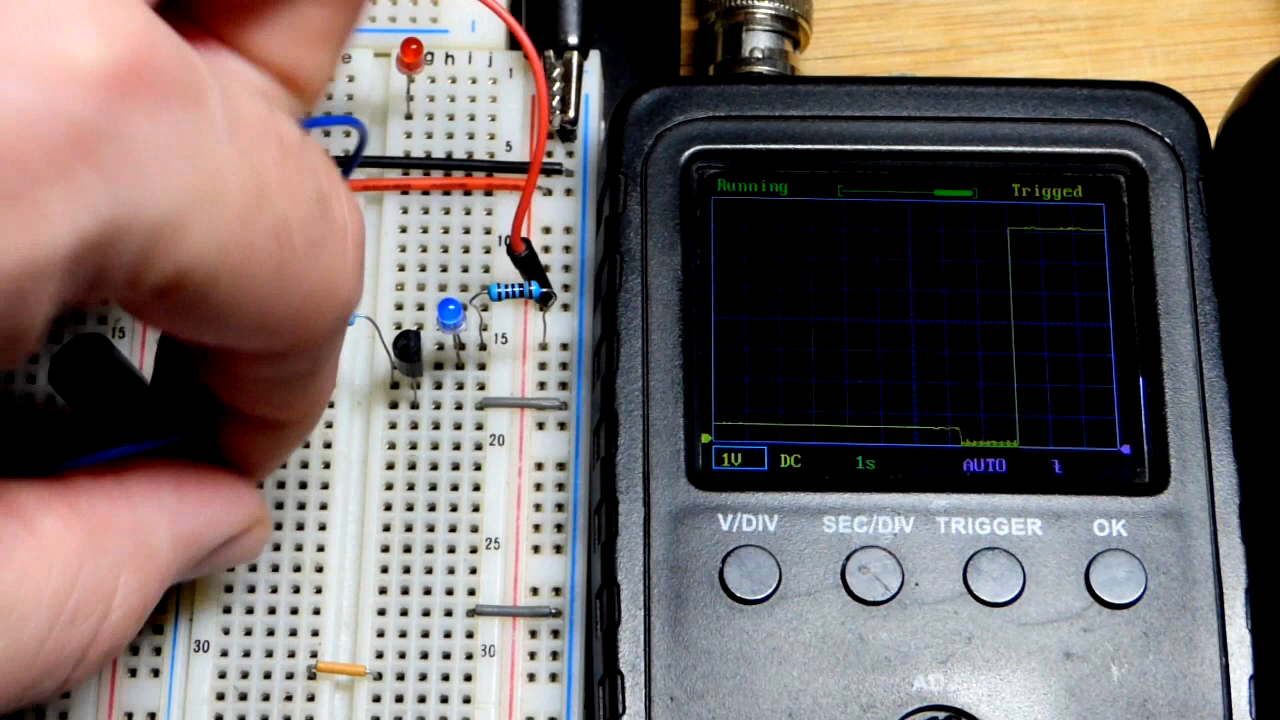 e g h i j
1
5
10
15
15
20
25
30
30
Running Trigged
1V DC 1s AUTO
V/DIV SEC/DIV TRIGGER OK